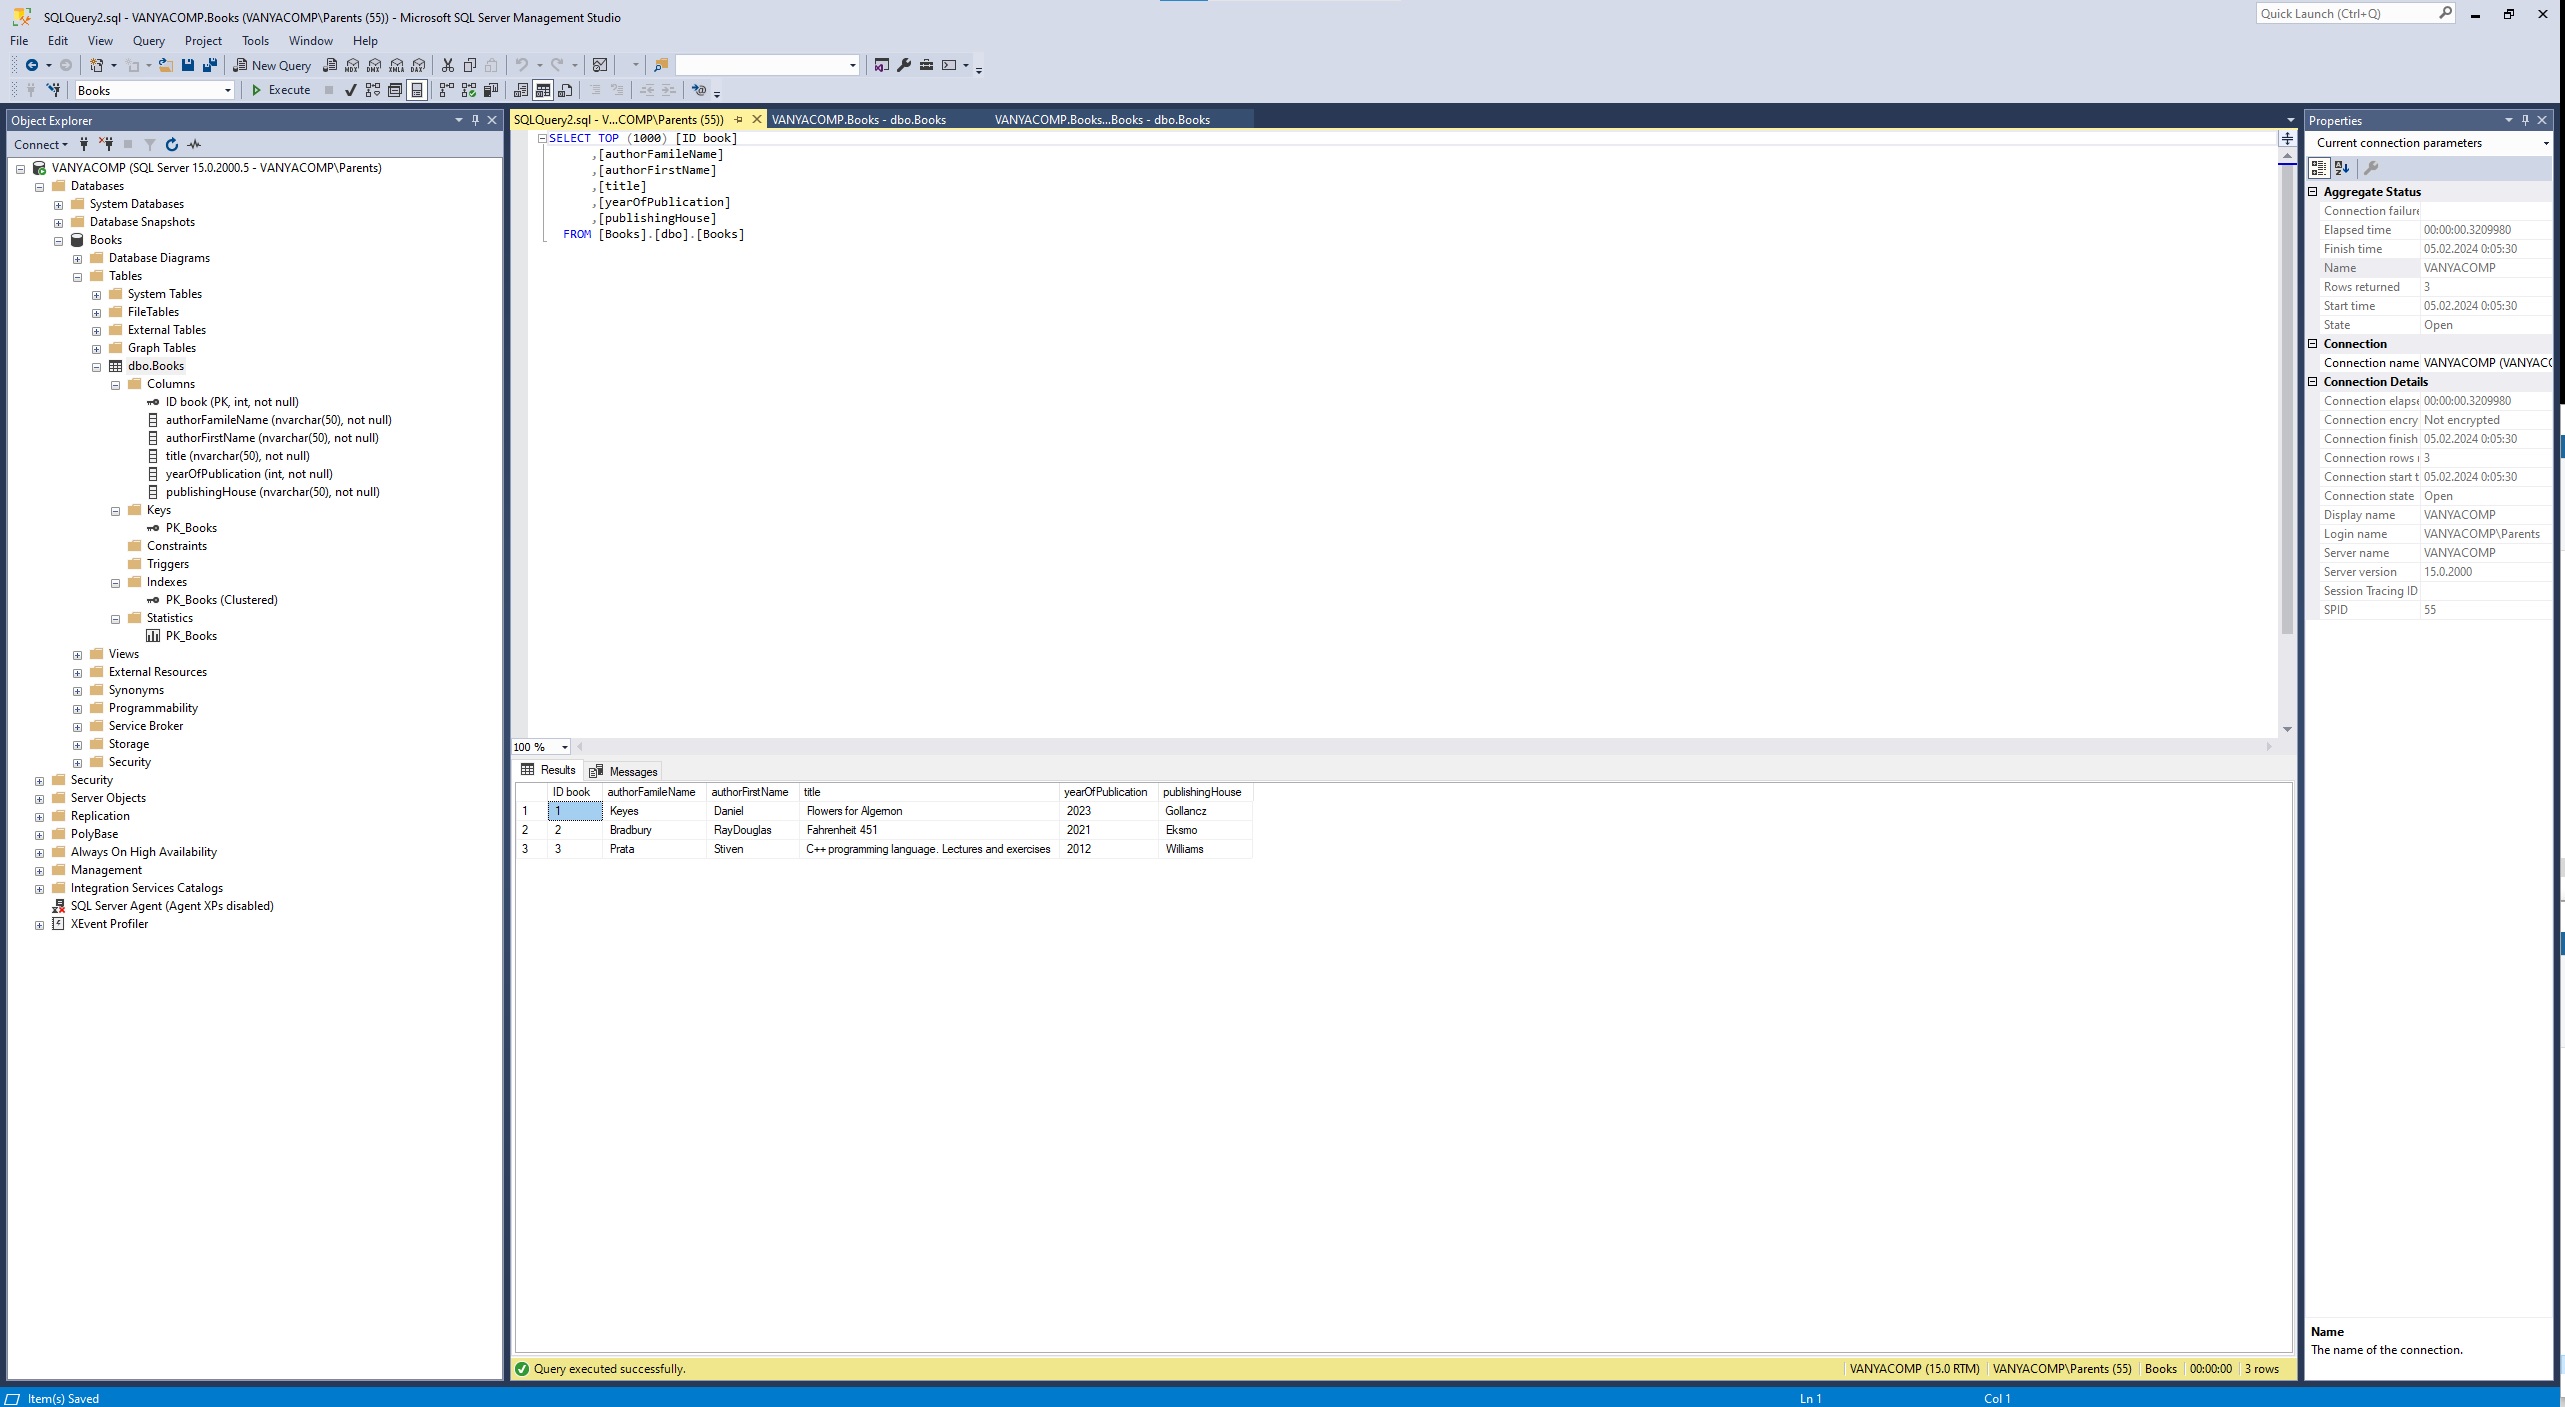 SQLQuery2.sql - VANYACOMP.Books (VANYACOMP\Parents (55)) - Microsoft SQL Server Management Studio
Quick Launch (Ctrl+Q)
File Edit View Query Project Tools Window Help
New Query
MDX DMX XMLA DAX
Books
Execute
Object Explorer
Connect
VANYACOMP (SQL Server 15.0.2000.5 - VANYACOMP\Parents)
Databases
System Databases
Database Snapshots
Books
Database Diagrams
Tables
System Tables
FileTables
External Tables
Graph Tables
dbo.Books
Columns
ID book (PK, int, not null)
authorFamileName (nvarchar(50), not null)
authorFirstName (nvarchar(50), not null)
title (nvarchar(50), not null)
yearOfPublication (int, not null)
publishingHouse (nvarchar(50), not null)
Keys
PK_Books
Constraints
Triggers
Indexes
PK_Books (Clustered)
Statistics
PK_Books
Views
External Resources
Synonyms
Programmability
Service Broker
Storage
Security
Security
Server Objects
Replication
PolyBase
Always On High Availability
Management
Integration Services Catalogs
SQL Server Agent (Agent XPs disabled)
XEvent Profiler
SQLQuery2.sql - V...COMP\Parents (55)) VANYACOMP.Books - dbo.Books VANYACOMP.Books...Books - dbo.Books
SELECT TOP (1000) [ID book]
,[authorFamileName]
,[authorFirstName]
,[title]
,[yearOfPublication]
,[publishingHouse]
FROM [Books].[dbo].[Books]
100 %
Results Messages
ID book authorFamileName authorFirstName title yearOfPublication publishingHouse
1 1 Keyes Daniel Flowers for Algernon 2023 Gollancz
2 2 Bradbury RayDouglas Fahrenheit 451 2021 Eksmo
3 3 Prata Stiven C++ programming language. Lectures and exercises 2012 Williams
Query executed successfully. VANYACOMP (15.0 RTM) VANYACOMP\Parents (55) Books 00:00:00 3 rows
Properties
Current connection parameters
Aggregate Status
Connection failure
Elapsed time 00:00:00.3209980
Finish time 05.02.2024 0:05:30
Name VANYACOMP
Rows returned 3
Start time 05.02.2024 0:05:30
State Open
Connection
Connection name VANYACOMP (VANYAC
Connection Details
Connection elapse 00:00:00.3209980
Connection encry Not encrypted
Connection finish 05.02.2024 0:05:30
Connection rows 3
Connection start t 05.02.2024 0:05:30
Connection state Open
Display name VANYACOMP
Login name VANYACOMP\Parents
Server name VANYACOMP
Server version 15.0.2000
Session Tracing ID
SPID 55
Name
The name of the connection.
Item(s) Saved Ln 1 Col 1